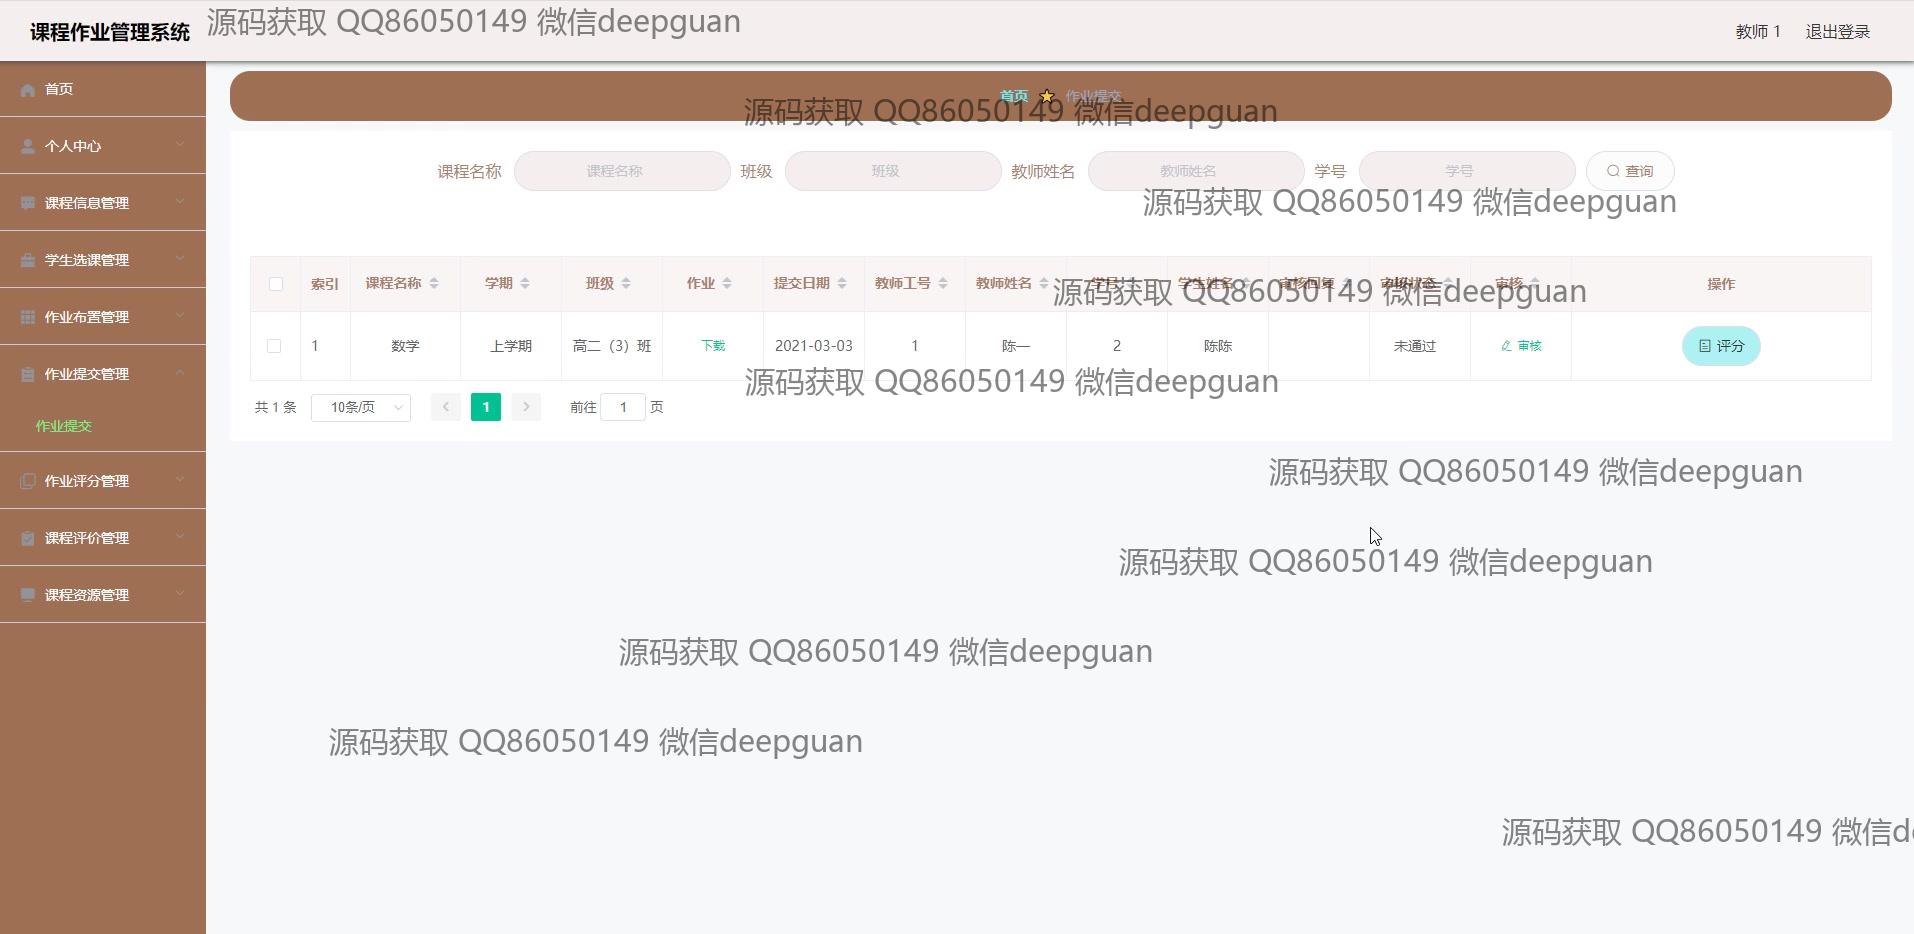 课程作业管理系统 源码获取 QQ86050149 微信deepguan 教师 1 退出登录
首页
个人中心
课程信息管理
学生选课管理
作业布置管理
作业提交管理
作业提交
作业评分管理
课程评价管理
课程资源管理
首页 作业提交
源码获取 QQ86050149 微信deepguan
课程名称 课程名称 班级 班级 教师姓名 教师姓名 学号 学号 查询
源码获取 QQ86050149 微信deepguan
索引 课程名称 学期 班级 作业 提交日期 教师工号 教师姓名 学号 学生姓名 审核回复 审核状态 审核 操作
源码获取 QQ86050149 微信deepguan
1 数学 上学期 高二（3）班 下载 2021-03-03 1 陈一 2 陈陈 未通过 审核 评分
源码获取 QQ86050149 微信deepguan
共 1 条 10条/页 1 前往 1 页
源码获取 QQ86050149 微信deepguan
源码获取 QQ86050149 微信deepguan
源码获取 QQ86050149 微信deepguan
源码获取 QQ86050149 微信deepguan
源码获取 QQ86050149 微信d